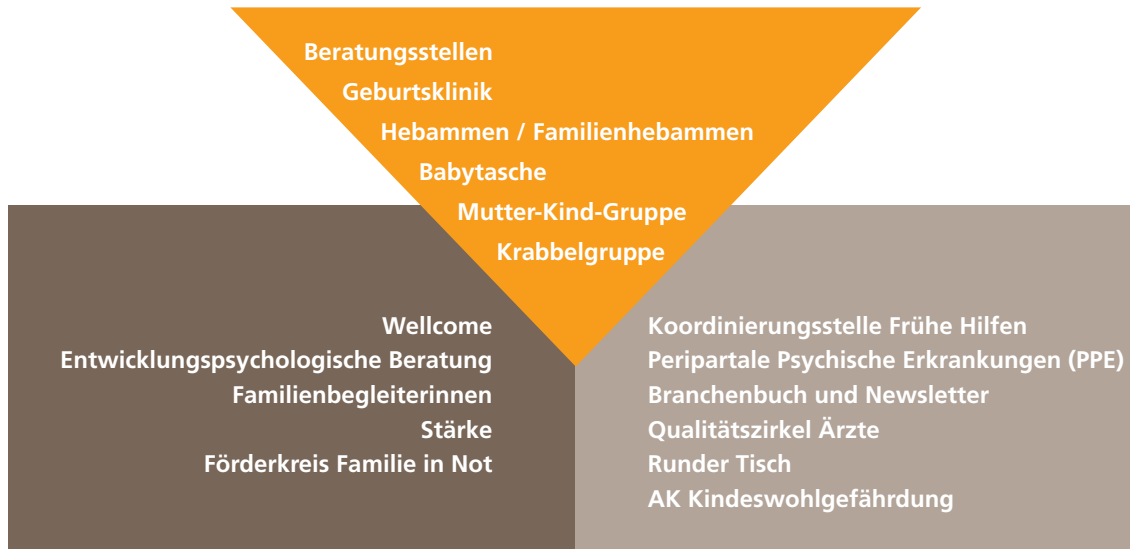 Beratungsstellen
Geburtsklinik
Hebammen / Familienhebammen
Babytasche
Mutter-Kind-Gruppe
Krabbelgruppe
Wellcome
Entwicklungspsychologische Beratung
Familienbegleiterinnen
Stärke
Förderkreis Familie in Not
Koordinierungsstelle Frühe Hilfen
Peripartale Psychische Erkrankungen (PPE)
Branchenbuch und Newsletter
Qualitätszirkel Ärzte
Runder Tisch
AK Kindeswohlgefährdung